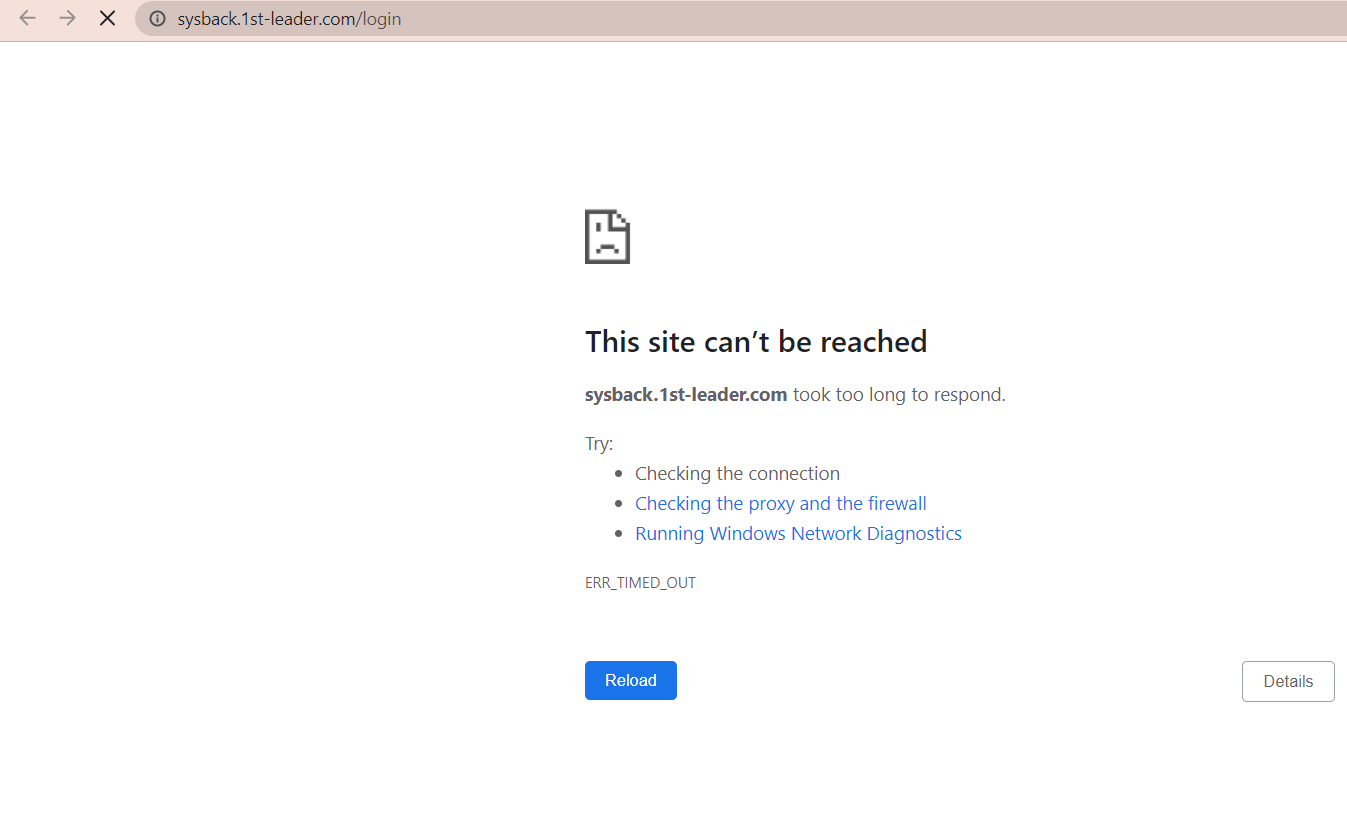 sysback.1st-leader.com/login
This site can’t be reached
sysback.1st-leader.com took too long to respond.
Try:
Checking the connection
Checking the proxy and the firewall
Running Windows Network Diagnostics
ERR_TIMED_OUT
Reload
Details